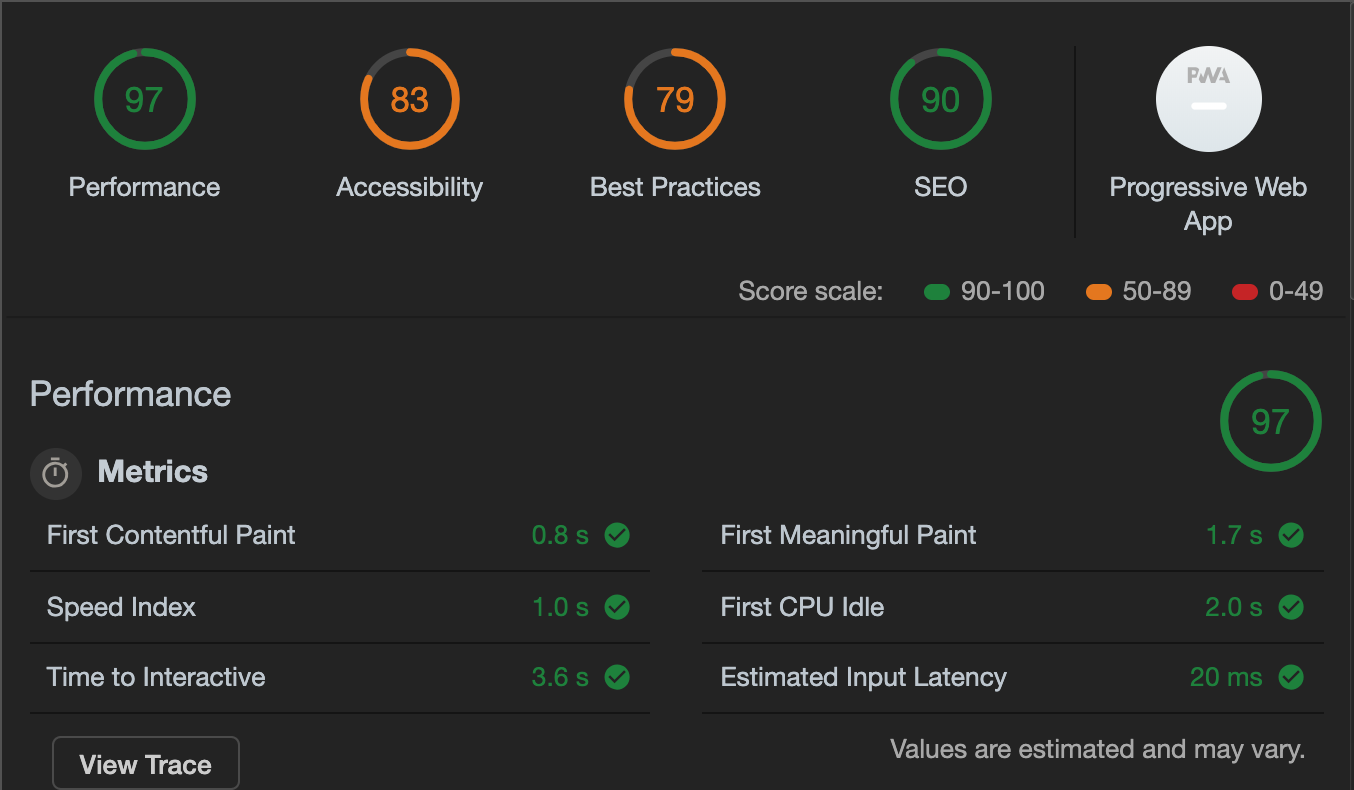 97
83
79
90
PWA
Performance
Accessibility
Best Practices
SEO
Progressive Web
App
Score scale:
90-100
50-89
0-49
Performance
97
Metrics
First Contentful Paint 0.8 s
First Meaningful Paint 1.7 s
Speed Index 1.0 s
First CPU Idle 2.0 s
Time to Interactive 3.6 s
Estimated Input Latency 20 ms
View Trace
Values are estimated and may vary.